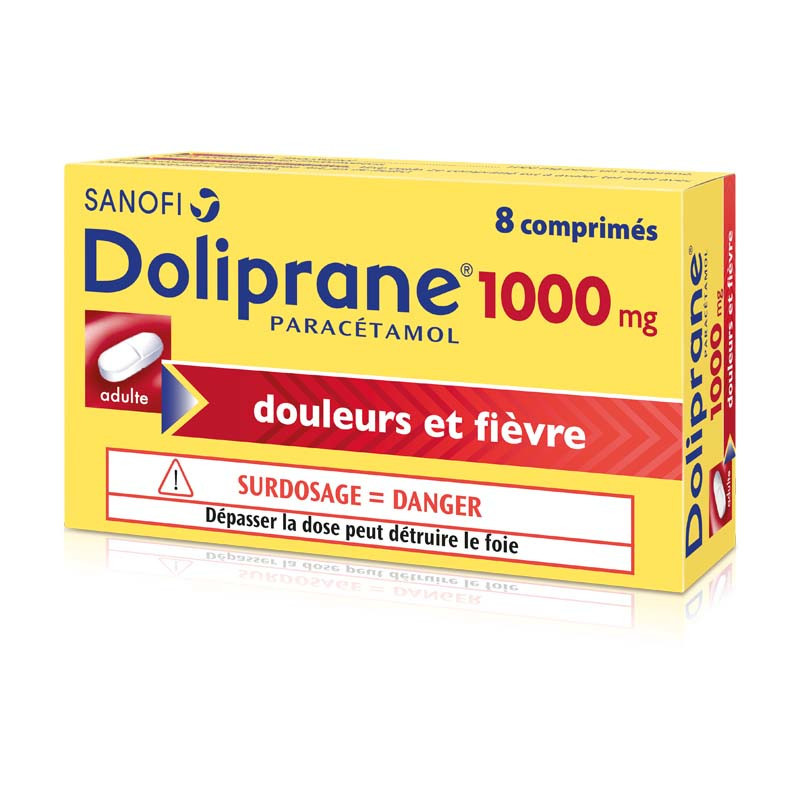 SANOFI
8 comprimés
Doliprane® 1000 mg
PARACÉTAMOL
adulte
douleurs et fièvre
SURDOSAGE = DANGER
Dépasser la dose peut détruire le foie
Doliprane® 1000 mg
PARACÉTAMOL
douleurs et fièvre
adulte